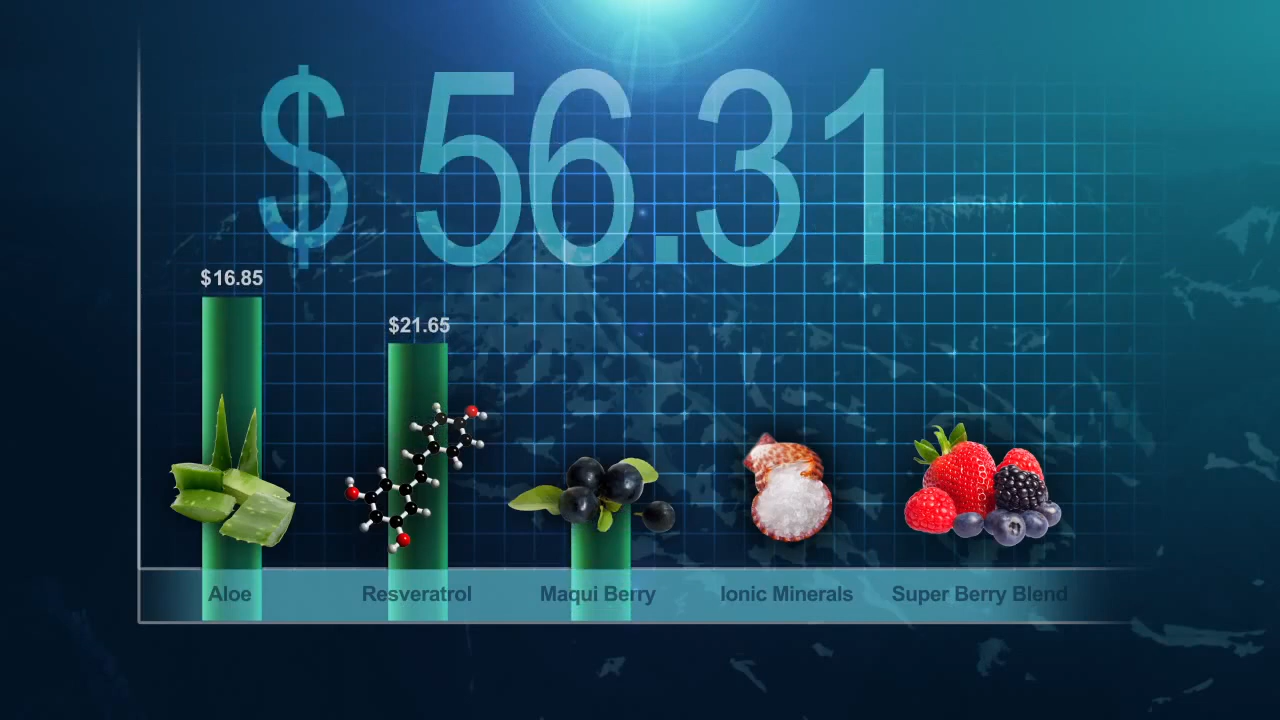 $ 56.31
$16.85
$21.65
Aloe
Resveratrol
Maqui Berry
Ionic Minerals
Super Berry Blend